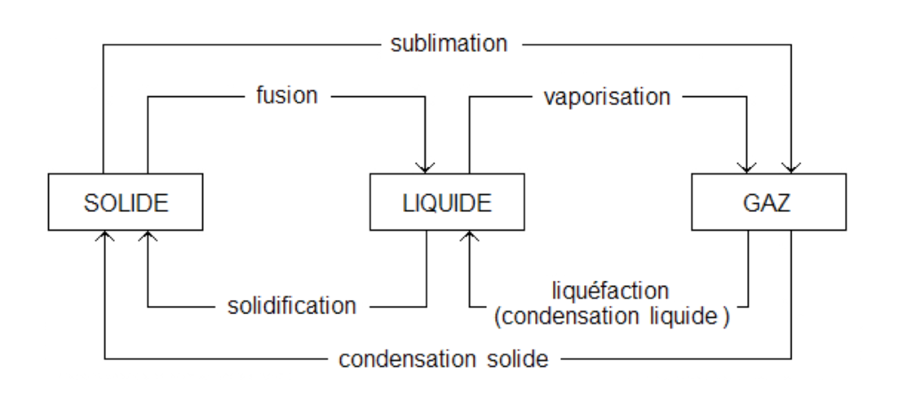 sublimation
fusion
vaporisation
SOLIDE
LIQUIDE
GAZ
solidification
liquéfaction
(condensation liquide )
condensation solide